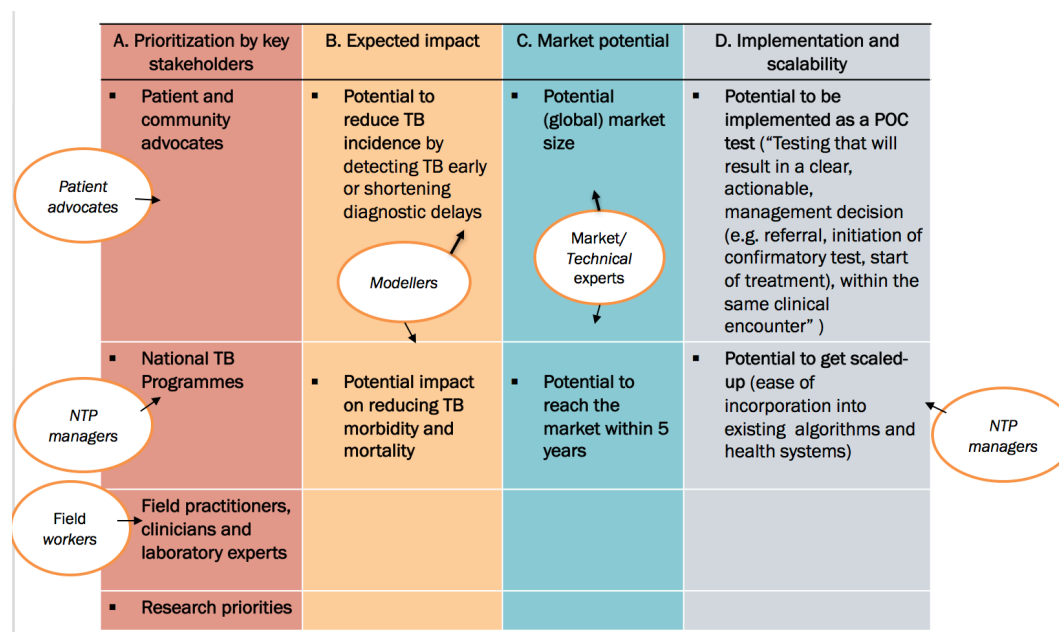 A. Prioritization by key
stakeholders
B. Expected impact
C. Market potential
D. Implementation and
scalability
▪ Patient and
community
advocates
▪ Potential to
reduce TB
incidence by
detecting TB early
or shortening
diagnostic delays
▪ Potential
(global) market
size
▪ Potential to be
implemented as a POC
test (“Testing that will
result in a clear,
actionable,
management decision
(e.g. referral, initiation of
confirmatory test, start
of treatment), within the
same clinical
encounter” )
Patient
advocates
Modellers
Market/
Technical
experts
▪ National TB
Programmes
▪ Potential impact
on reducing TB
morbidity and
mortality
▪ Potential to
reach the
market within 5
years
▪ Potential to get scaled-
up (ease of
incorporation into
existing algorithms and
health systems)
NTP
managers
NTP
managers
Field
workers
Field practitioners,
clinicians and
laboratory experts
▪ Research priorities